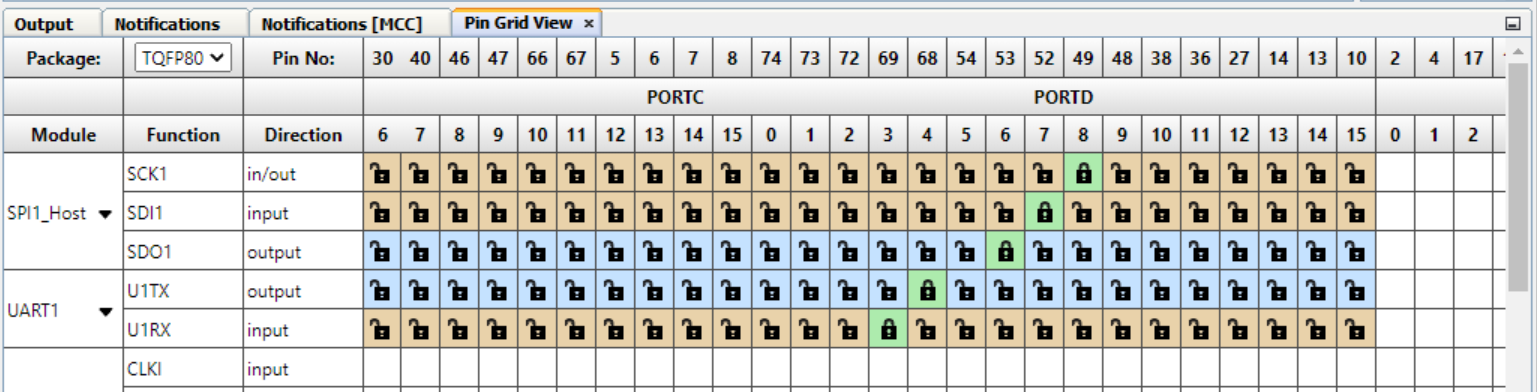 Output Notifications Notifications [MCC] Pin Grid View ×
Package: TQFP80 Pin No: 30 40 46 47 66 67 5 6 7 8 74 73 72 69 68 54 53 52 49 48 38 36 27 14 13 10 2 4 17
PORTC PORTD
Module Function Direction 6 7 8 9 10 11 12 13 14 15 0 1 2 3 4 5 6 7 8 9 10 11 12 13 14 15 0 1 2
SCK1 in/out
SPI1_Host SDI1 input
SDO1 output
U1TX output
UART1
U1RX input
CLKI input